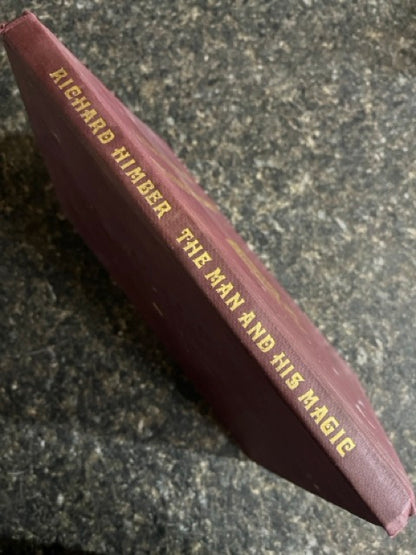 RICHARD HIMBER THE MAN AND HIS MAGIC